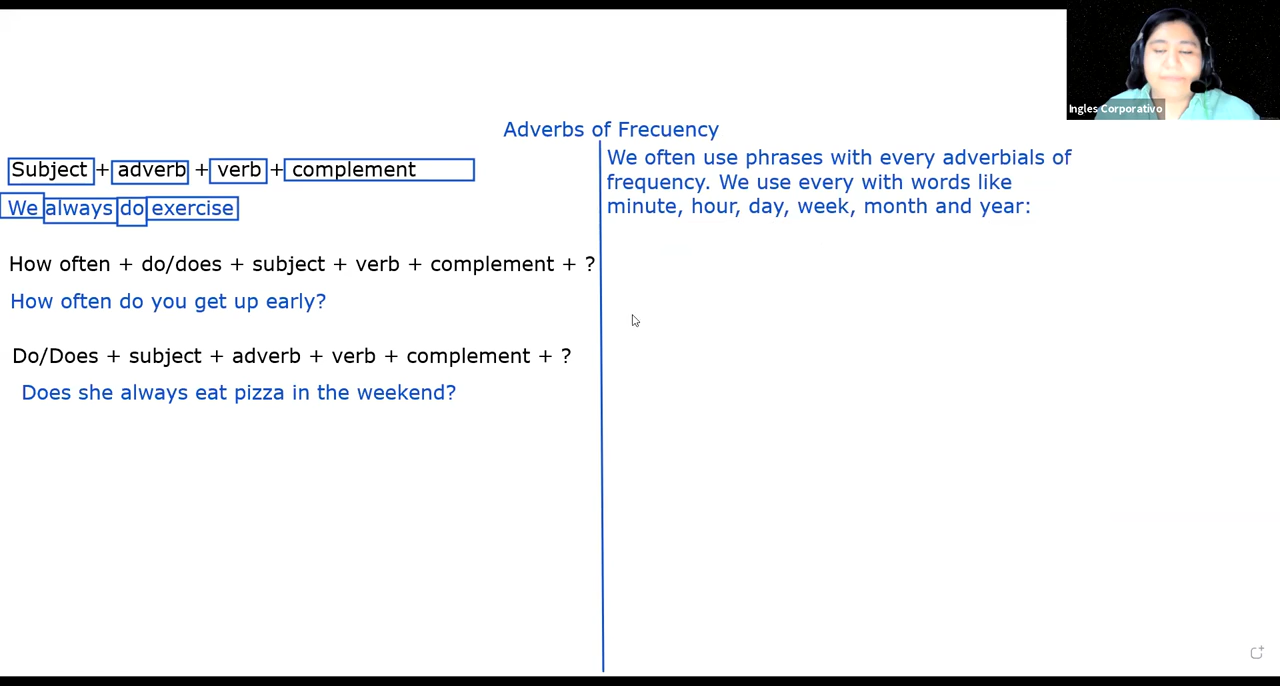 Ingles Corporativo
Adverbs of Frecuency
Subject + adverb + verb + complement
We always do exercise
How often + do/does + subject + verb + complement + ?
How often do you get up early?
Do/Does + subject + adverb + verb + complement + ?
Does she always eat pizza in the weekend?
We often use phrases with every adverbials of
frequency. We use every with words like
minute, hour, day, week, month and year: